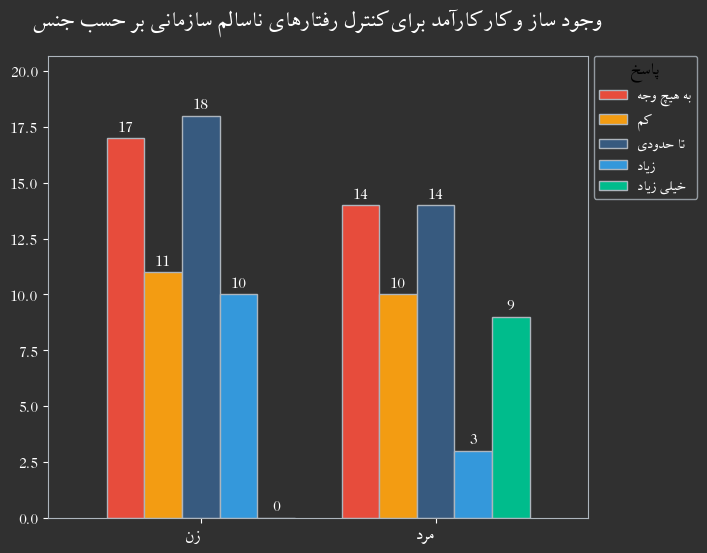 وجود ساز و کار کارآمد برای کنترل رفتارهای ناسالم سازمانی بر حسب جنس
پاسخ
به هیچ وجه
کم
تا حدودی
زیاد
خیلی زیاد
20.0
17.5
15.0
12.5
10.0
7.5
5.0
2.5
0.0
17
11
18
10
0
14
10
14
3
9
زن
مرد